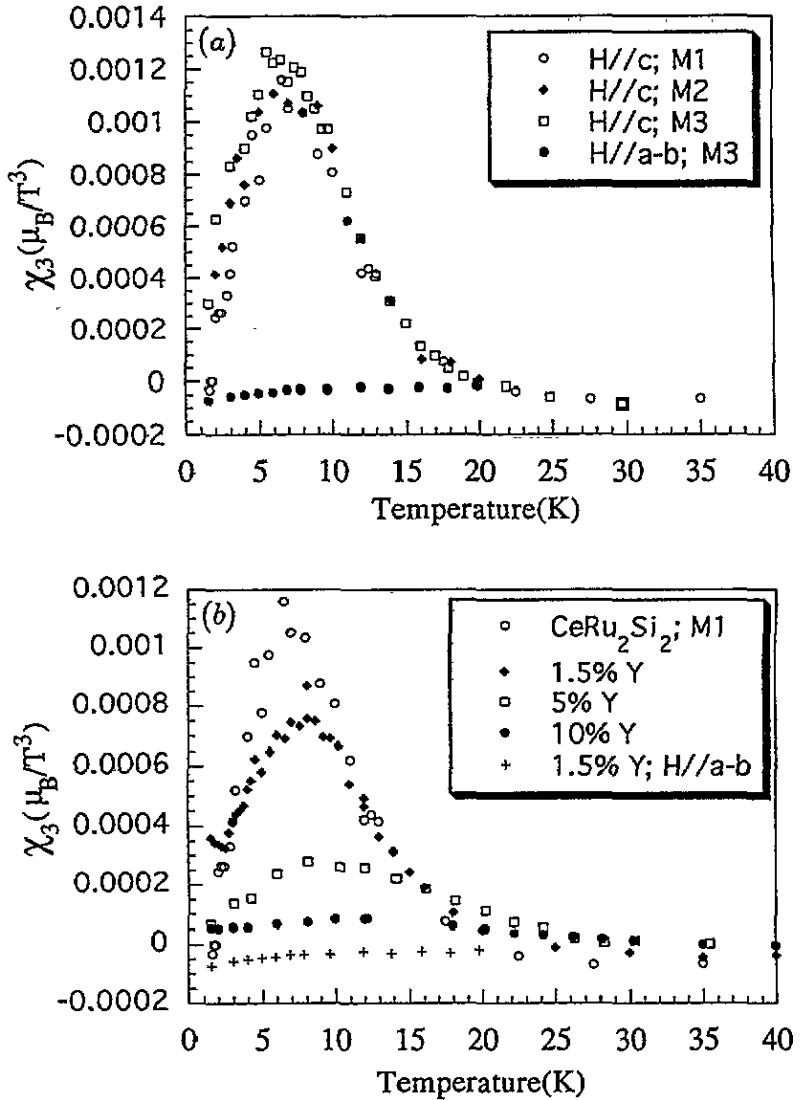 (a)
0.0014
0.0012
0.001
0.0008
0.0006
0.0004
0.0002
0
-0.0002
χ3(μB/T3)
H//c; M1
H//c; M2
H//c; M3
H//a-b; M3
0 5 10 15 20 25 30 35 40
Temperature(K)
(b)
0.0012
0.001
0.0008
0.0006
0.0004
0.0002
0
-0.0002
χ3(μB/T3)
CeRu2Si2; M1
1.5% Y
5% Y
10% Y
1.5% Y; H//a-b
0 5 10 15 20 25 30 35 40
Temperature(K)